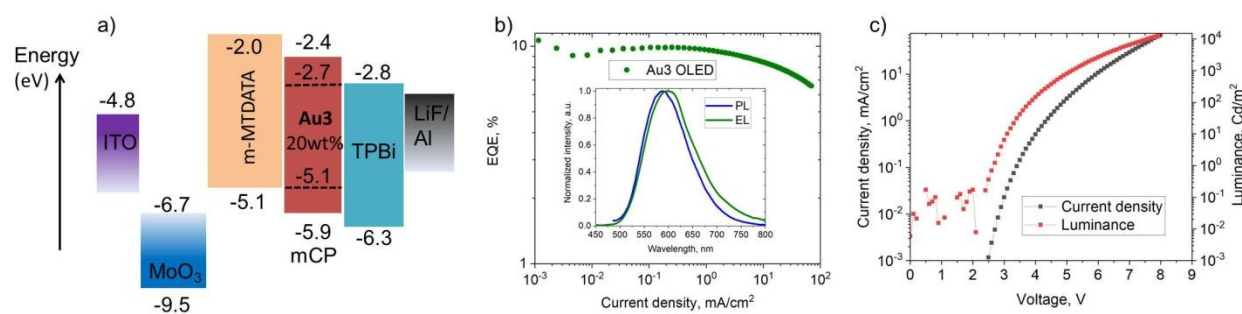 a)
Energy
(eV)
-4.8
ITO
-6.7
MoO₃
-9.5
-2.0
m-MTDATA
-5.1
-2.4
-2.7
Au3
20wt%
-5.1
-5.9
mCP
-2.8
TPBi
-6.3
LiF/
Al
b)
10
1
EQE, %
Au3 OLED
Normalized intensity, a.u.
1.0
0.8
0.6
0.4
0.2
0.0
PL
EL
450 500 550 600 650 700 750 800
Wavelength, nm
10⁻³ 10⁻² 10⁻¹ 10⁰ 10¹ 10²
Current density, mA/cm²
c)
Current density, mA/cm²
10¹
10⁰
10⁻¹
10⁻²
10⁻³
Current density
Luminance
10⁴
10³
10²
10¹
10⁰
10⁻¹
10⁻²
10⁻³
Luminance, Cd/m²
0 1 2 3 4 5 6 7 8 9
Voltage, V